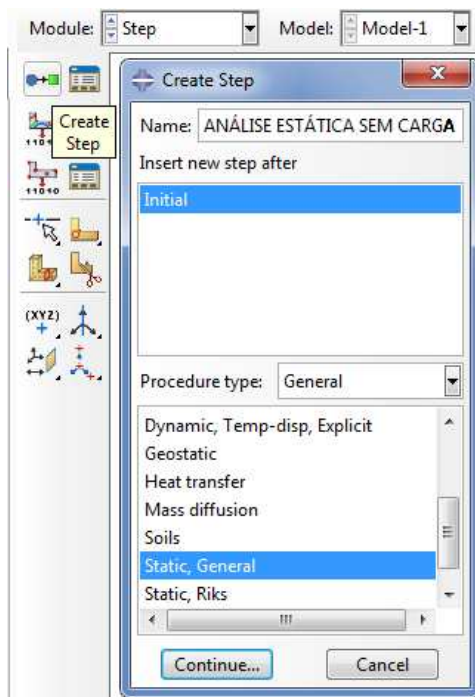 Module: Step Model: Model-1
Create Step
Create
Step
Name: ANÁLISE ESTÁTICA SEM CARGA
Insert new step after
Initial
(XYZ)
Procedure type: General
Dynamic, Temp-disp, Explicit
Geostatic
Heat transfer
Mass diffusion
Soils
Static, General
Static, Riks
Continue... Cancel